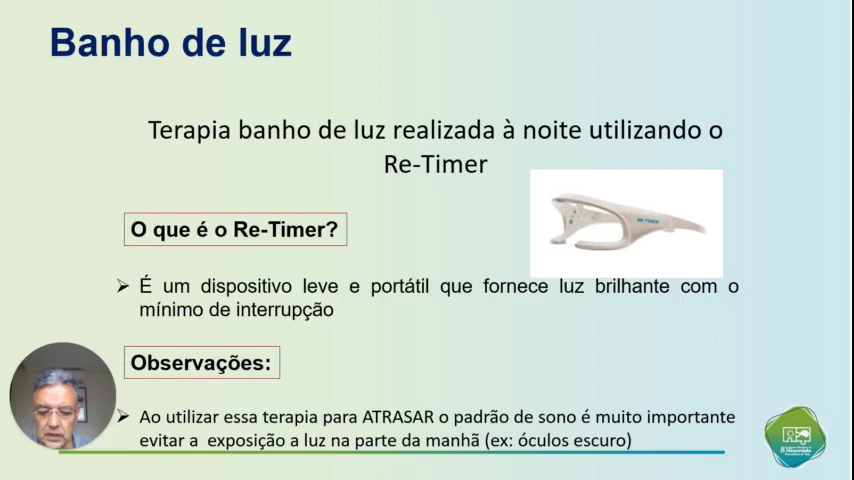 Banho de luz
Terapia banho de luz realizada à noite utilizando o
Re-Timer
RE-TIMER
O que é o Re-Timer?
É um dispositivo leve e portátil que fornece luz brilhante com o
mínimo de interrupção
Observações:
Ao utilizar essa terapia para ATRASAR o padrão de sono é muito importante
evitar a exposição a luz na parte da manhã (ex: óculos escuro)